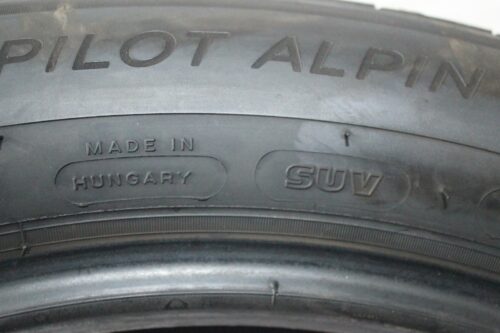 PILOT ALPIN
MADE IN
HUNGARY
SUV